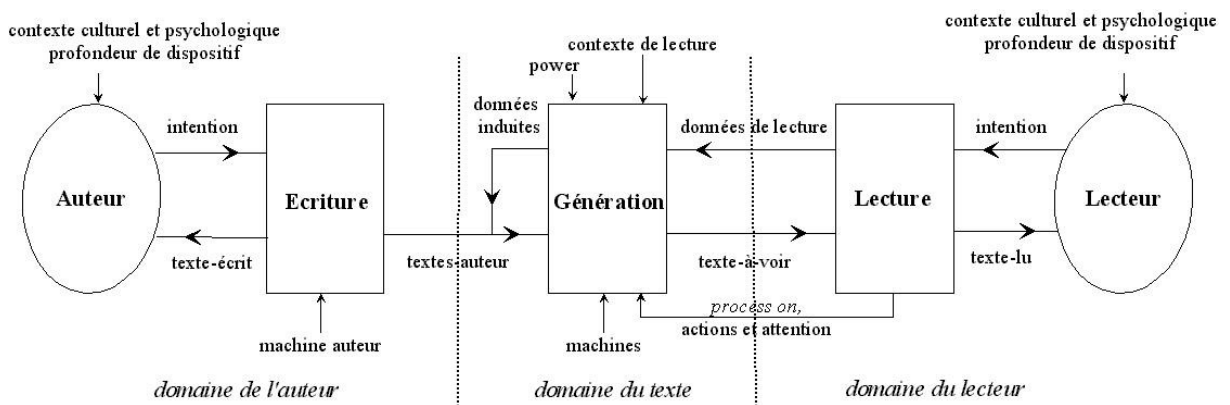 contexte culturel et psychologique
profondeur de dispositif
contexte de lecture
power
contexte culturel et psychologique
profondeur de dispositif
intention
données
induites
données de lecture
intention
Auteur
Ecriture
Génération
Lecture
Lecteur
texte-écrit
textes-auteur
texte-à-voir
texte-lu
process on,
actions et attention
machine auteur
machines
domaine de l'auteur
domaine du texte
domaine du lecteur